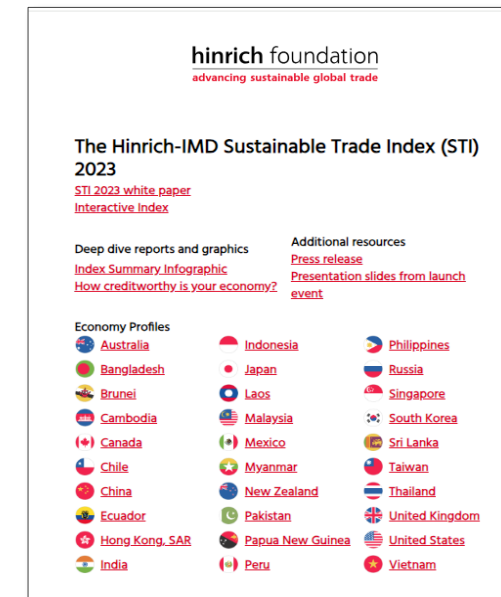 hinrich foundation
advancing sustainable global trade
The Hinrich-IMD Sustainable Trade Index (STI)
2023
STI 2023 white paper
Interactive Index
Deep dive reports and graphics
Index Summary Infographic
How creditworthy is your economy?
Additional resources
Press release
Presentation slides from launch
event
Economy Profiles
Australia
Bangladesh
Brunei
Cambodia
Canada
Chile
China
Ecuador
Hong Kong, SAR
India
Indonesia
Japan
Laos
Malaysia
Mexico
Myanmar
New Zealand
Pakistan
Papua New Guinea
Peru
Philippines
Russia
Singapore
South Korea
Sri Lanka
Taiwan
Thailand
United Kingdom
United States
Vietnam